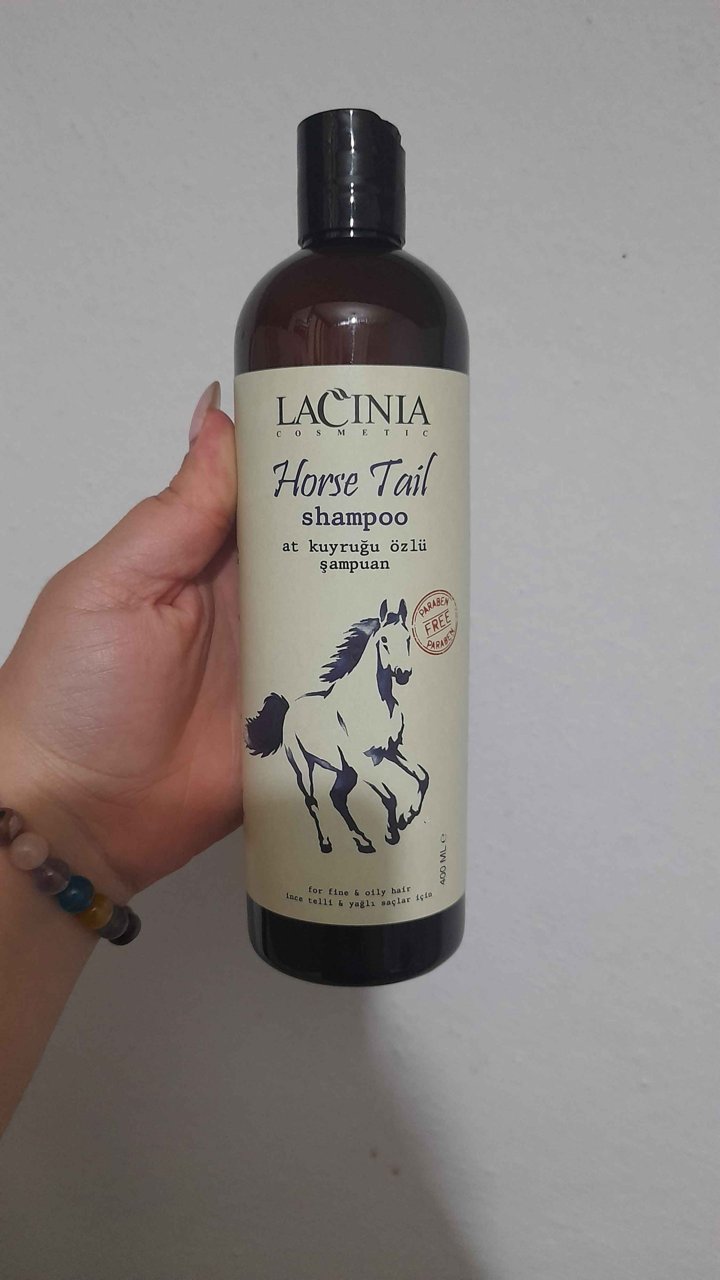 LACINIA
COSMETIC
Horse Tail
shampoo
at kuyruğu özlü
şampuan
PARABEN
FREE
PARABEN
400 ML ℮
for fine & oily hair
ince telli & yağlı saçlar için